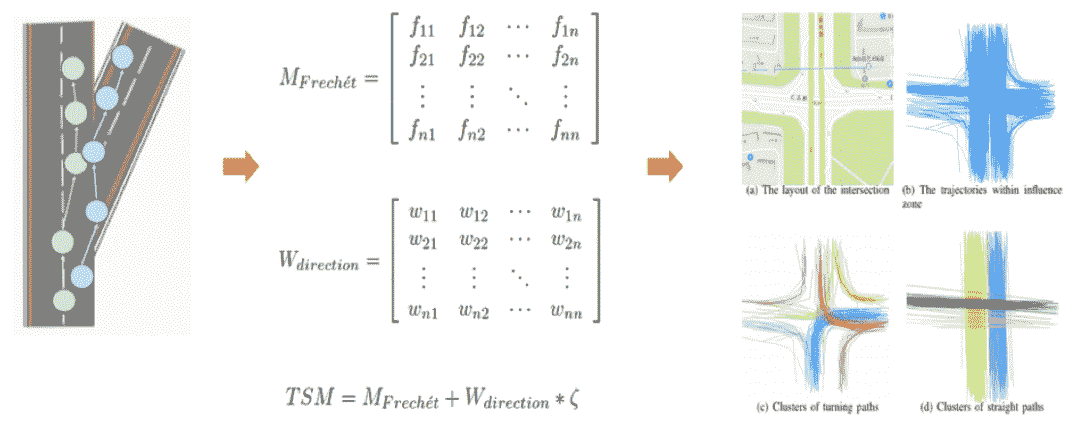 M_{Frechét} = \begin{bmatrix} f_{11} & f_{12} & \cdots & f_{1n} \\ f_{21} & f_{22} & \cdots & f_{2n} \\ \vdots & \vdots & \ddots & \vdots \\ f_{n1} & f_{n2} & \cdots & f_{nn} \end{bmatrix}
W_{direction} = \begin{bmatrix} w_{11} & w_{12} & \cdots & w_{1n} \\ w_{21} & w_{22} & \cdots & w_{2n} \\ \vdots & \vdots & \ddots & \vdots \\ w_{n1} & w_{n2} & \cdots & w_{nn} \end{bmatrix}
TSM = M_{Frechét} + W_{direction} * ζ
(a) The layout of the intersection
(b) The trajectories within influence
zone
(c) Clusters of turning paths
(d) Clusters of straight paths